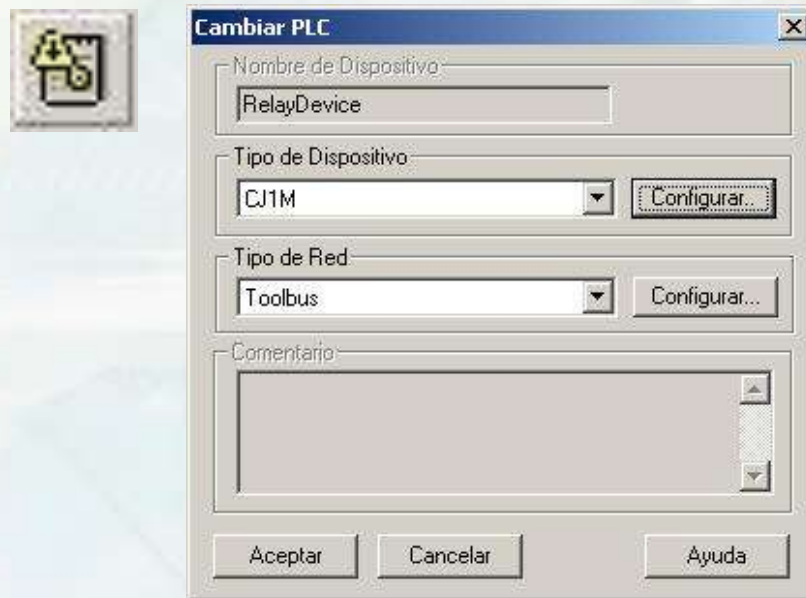 Cambiar PLC
Nombre de Dispositivo
RelayDevice
Tipo de Dispositivo
CJ1M
Configurar..
Tipo de Red
Toolbus
Configurar...
Comentario
Aceptar
Cancelar
Ayuda